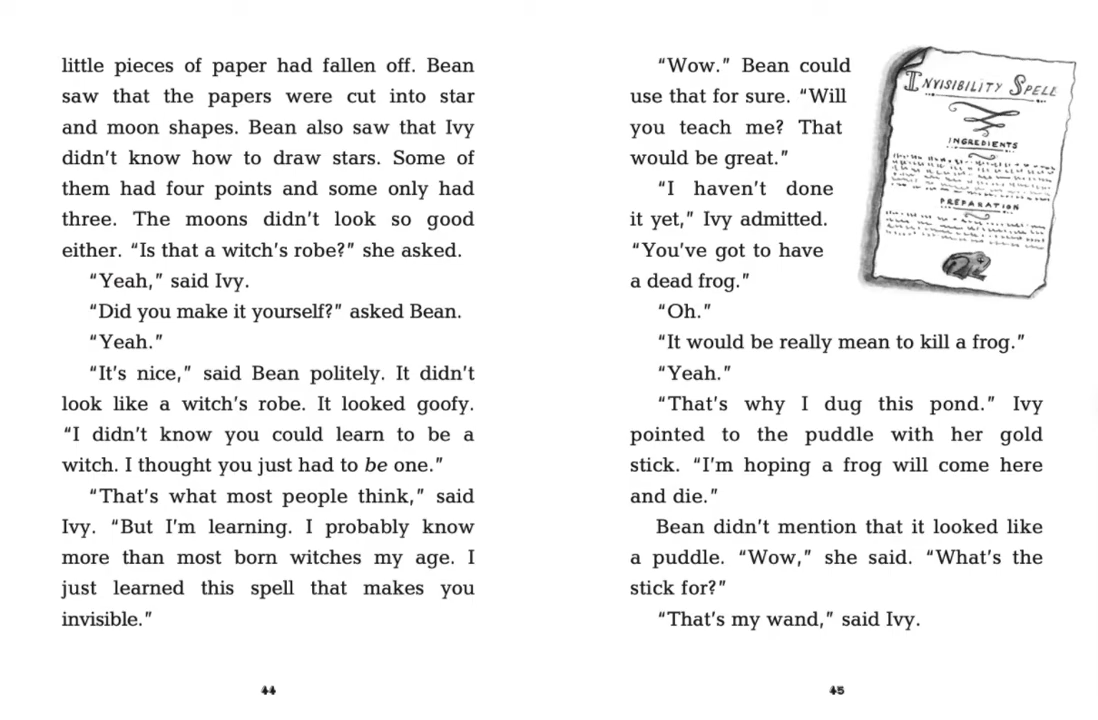 little pieces of paper had fallen off. Bean
saw that the papers were cut into star
and moon shapes. Bean also saw that Ivy
didn't know how to draw stars. Some of
them had four points and some only had
three. The moons didn't look so good
either. “Is that a witch's robe?” she asked.
“Yeah,” said Ivy.
“Did you make it yourself?” asked Bean.
“Yeah.”
“It's nice,” said Bean politely. It didn't
look like a witch's robe. It looked goofy.
“I didn't know you could learn to be a
witch. I thought you just had to be one.”
“That's what most people think,” said
Ivy. “But I'm learning. I probably know
more than most born witches my age. I
just learned this spell that makes you
invisible.”
44
“Wow.” Bean could
use that for sure. “Will
you teach me? That
would be great.”
“I haven't done
it yet,” Ivy admitted.
“You've got to have
a dead frog.”
“Oh.”
“It would be really mean to kill a frog.”
“Yeah.”
“That's why I dug this pond.” Ivy
pointed to the puddle with her gold
stick. “I'm hoping a frog will come here
and die.”
Bean didn't mention that it looked like
a puddle. “Wow,” she said. “What's the
stick for?”
“That's my wand,” said Ivy.
45
INVISIBILITY SPELL
INGREDIENTS
PREPARATION